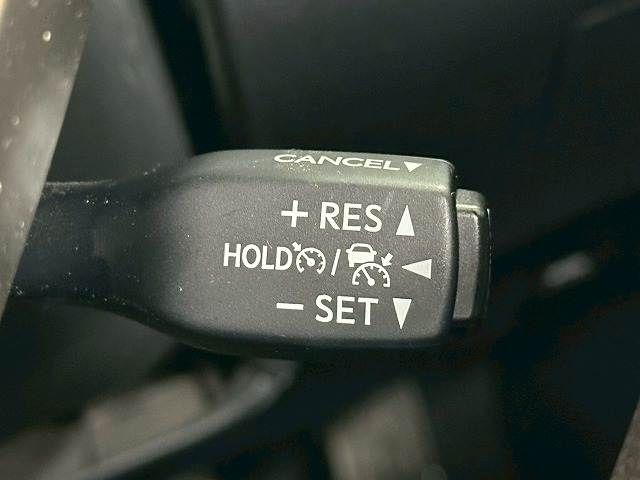 CANCEL▼
+ RES ▲
HOLD / ◀
− SET ▼